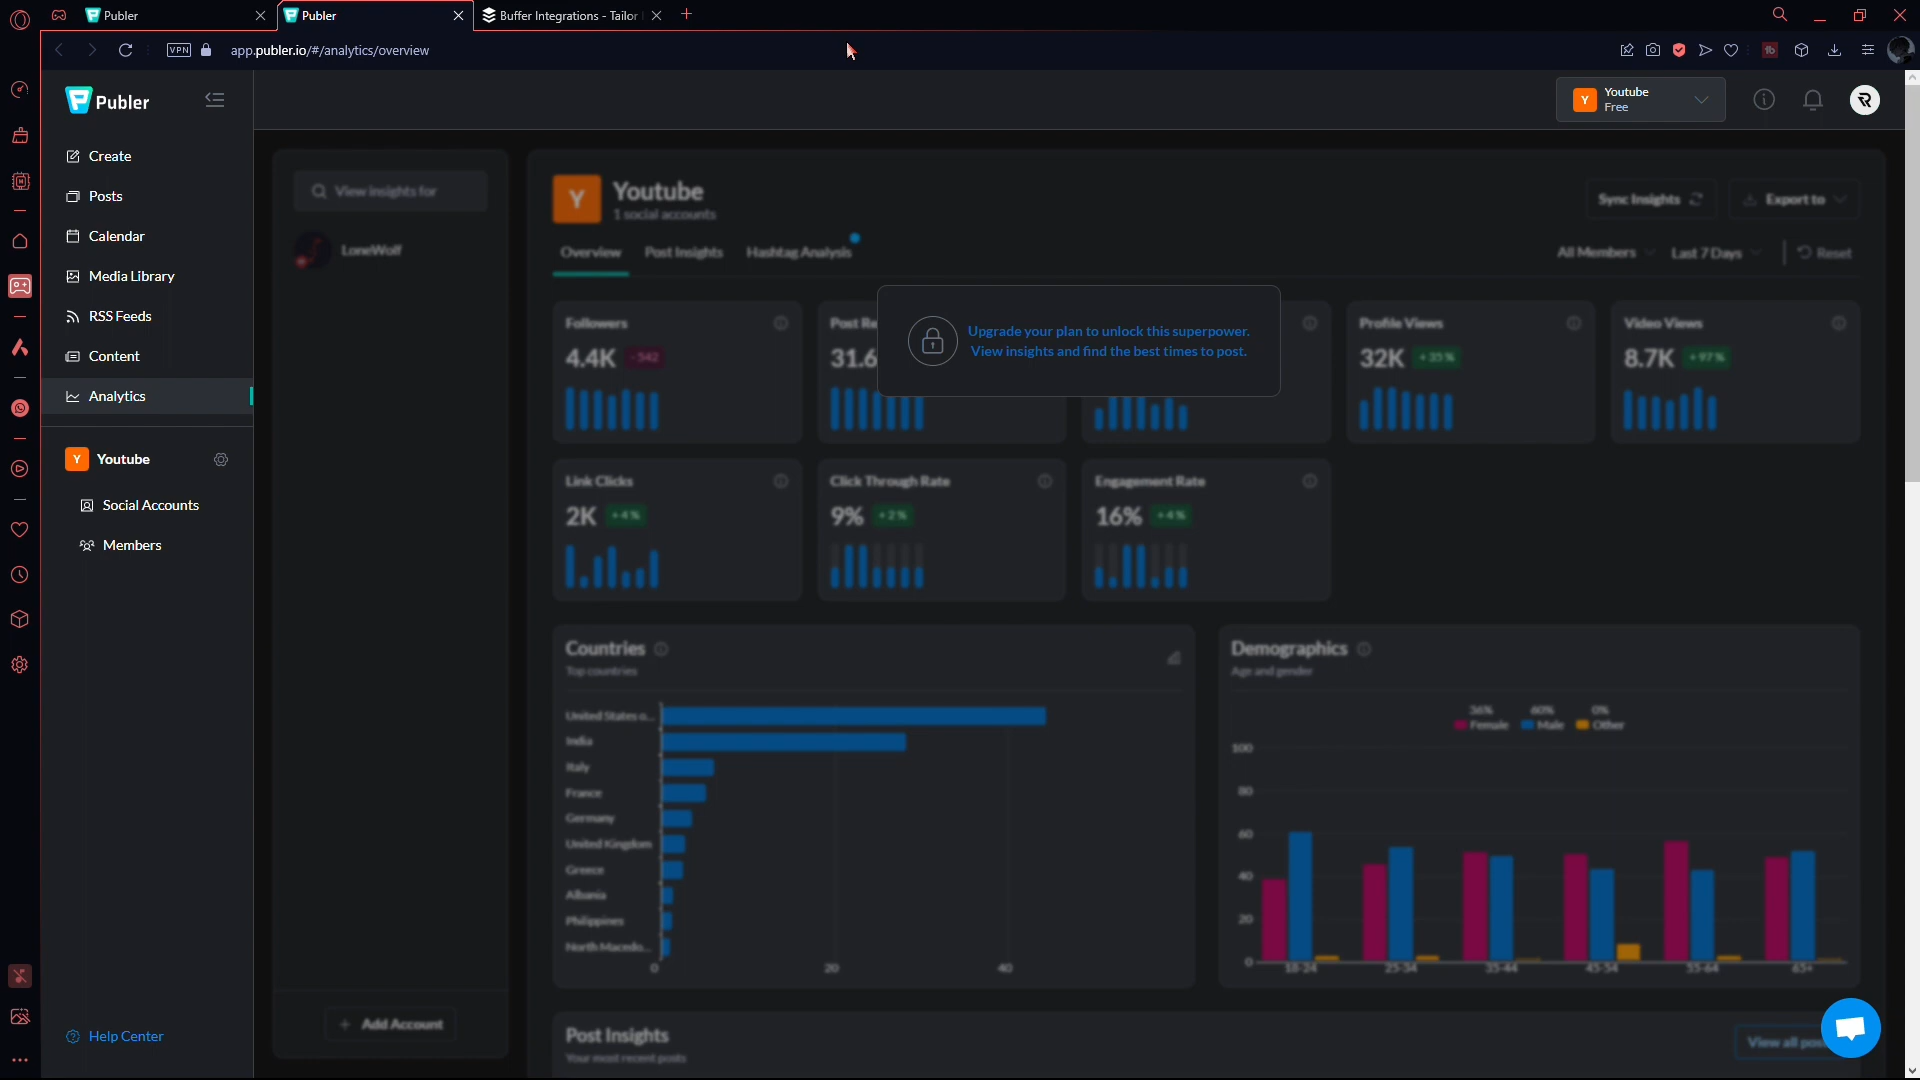 Publer
Publer
Buffer Integrations - Tailor
VPN
app.publer.io/#/analytics/overview
Publer
Y
Youtube
Free
Create
Posts
Calendar
Media Library
RSS Feeds
Content
Analytics
Y Youtube
Social Accounts
Members
Help Center
View insights for
LoneWolf
Add Account
Y
Youtube
1 social accounts
Sync Insights
Export to
Overview Post Insights Hashtag Analysis
All Members Last 7 Days Reset
Upgrade your plan to unlock this superpower.
View insights and find the best times to post.
Followers
4.4K -542
Post Re
31.6
Profile Views
32K +35%
Video Views
8.7K +97%
Link Clicks
2K +4%
Click Through Rate
9% +2%
Engagement Rate
16% +4%
Countries
Top countries
United States o...
India
Italy
France
Germany
United Kingdom
Greece
Albania
Philippines
North Macedo...
0 20 40
Demographics
Age and gender
36% 60% 0%
Female Male Other
100
80
60
40
20
0
18-24 25-34 35-44 45-54 55-64 65+
Post Insights
Your most recent posts
View all